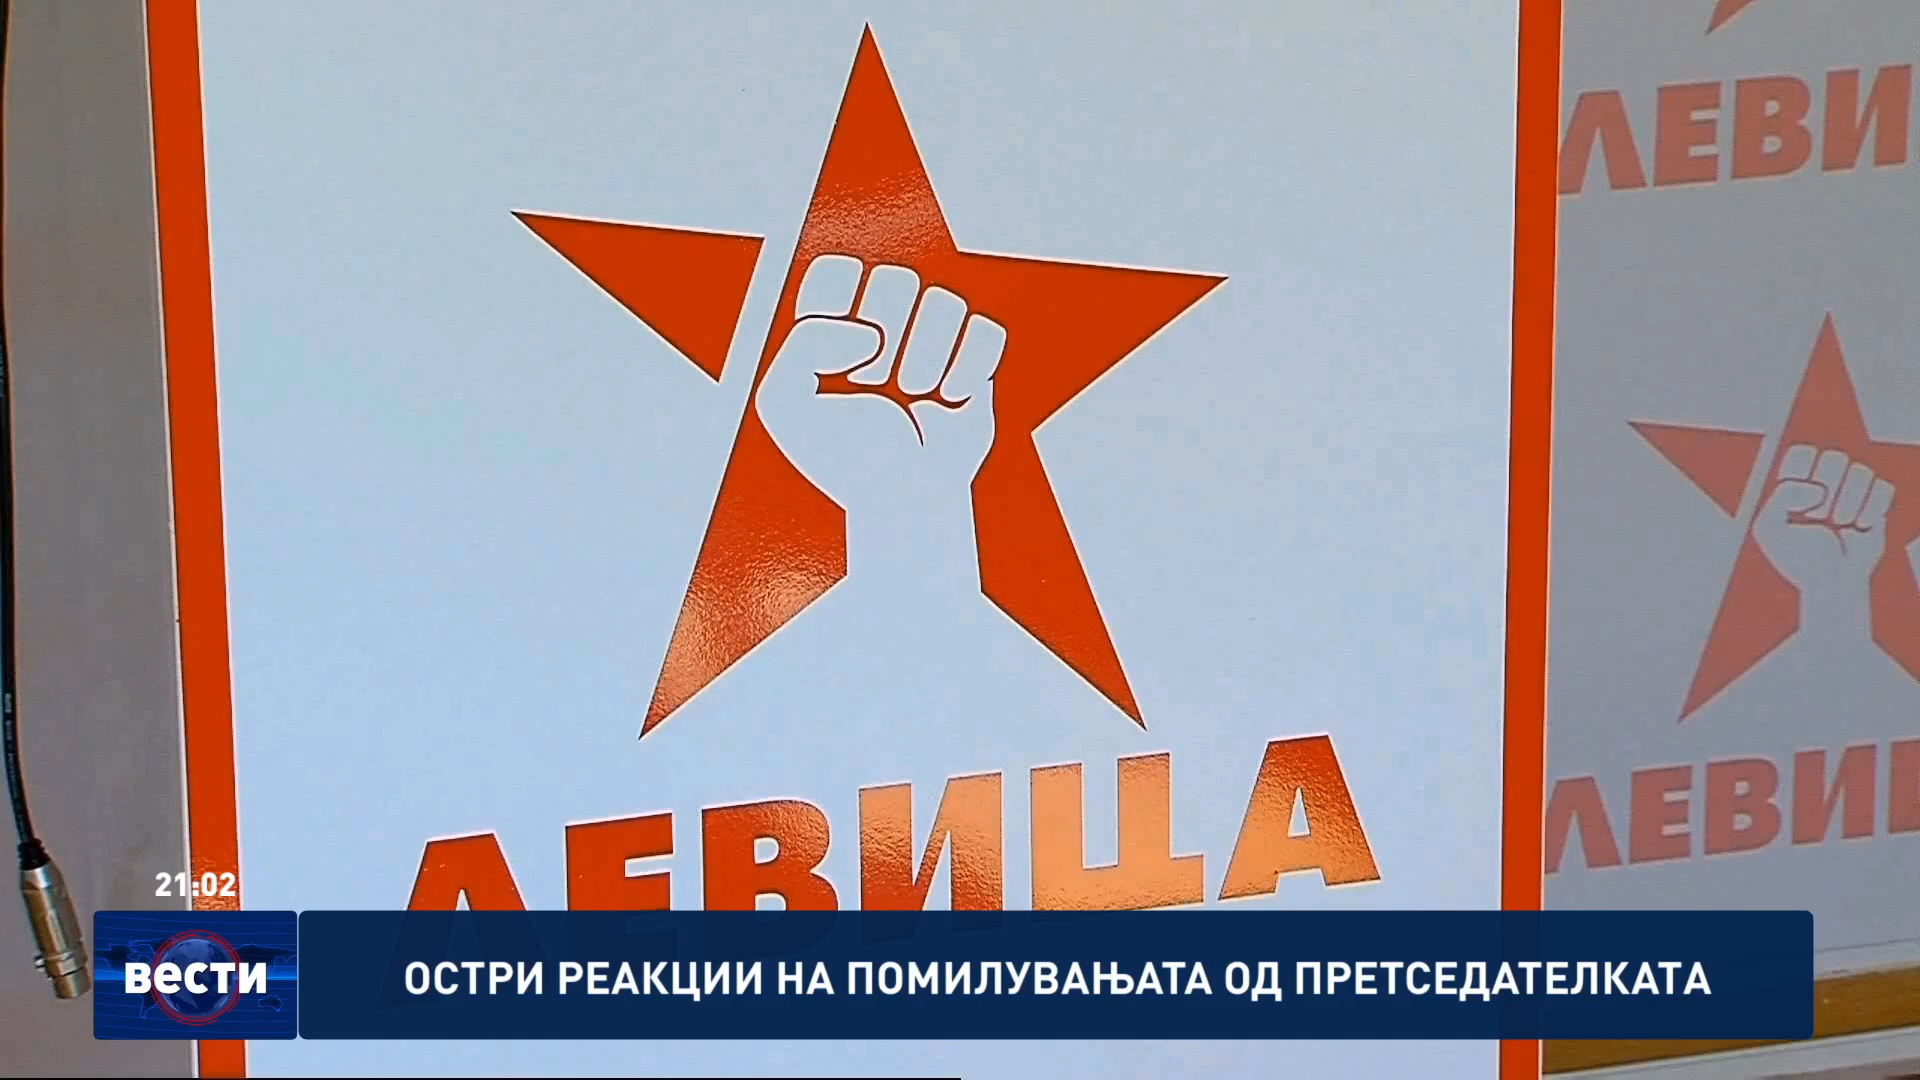 ЛЕВИ
ЛЕВИЦА
ЛЕВИ
21:02
вести
ОСТРИ РЕАКЦИИ НА ПОМИЛУВАЊАТА ОД ПРЕТСЕДАТЕЛКАТА